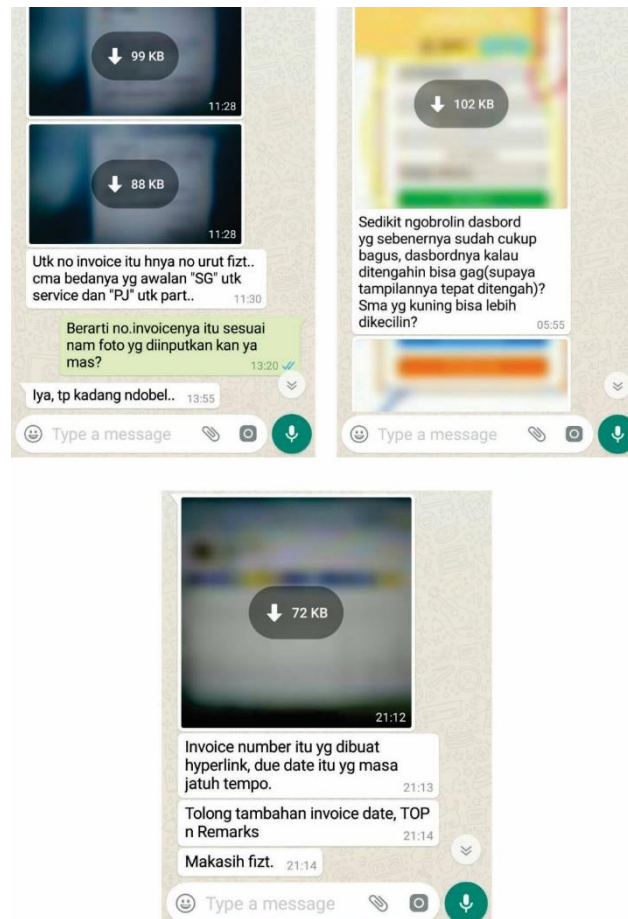 99 KB
11:28
88 KB
11:28
Utk no invoice itu hnya no urut fizt..
cma bedanya yg awalan "SG" utk
service dan "PJ" utk part.. 11:30
Berarti no.invoicenya itu sesuai
nam foto yg diinputkan kan ya
mas?
13:20
Iya, tp kadang ndobel.. 13:55
Type a message
102 KB
Sedikit ngobrolin dasbord
yg sebenernya sudah cukup
bagus, dasbordnya kalau
ditengahin bisa gag(supaya
tampilannya tepat ditengah)?
Sma yg kuning bisa lebih
dikecilin?
05:55
Type a message
72 KB
21:12
Invoice number itu yg dibuat
hyperlink, due date itu yg masa
jatuh tempo. 21:13
Tolong tambahan invoice date, TOP
n Remarks 21:14
Makasih fizt. 21:14
Type a message